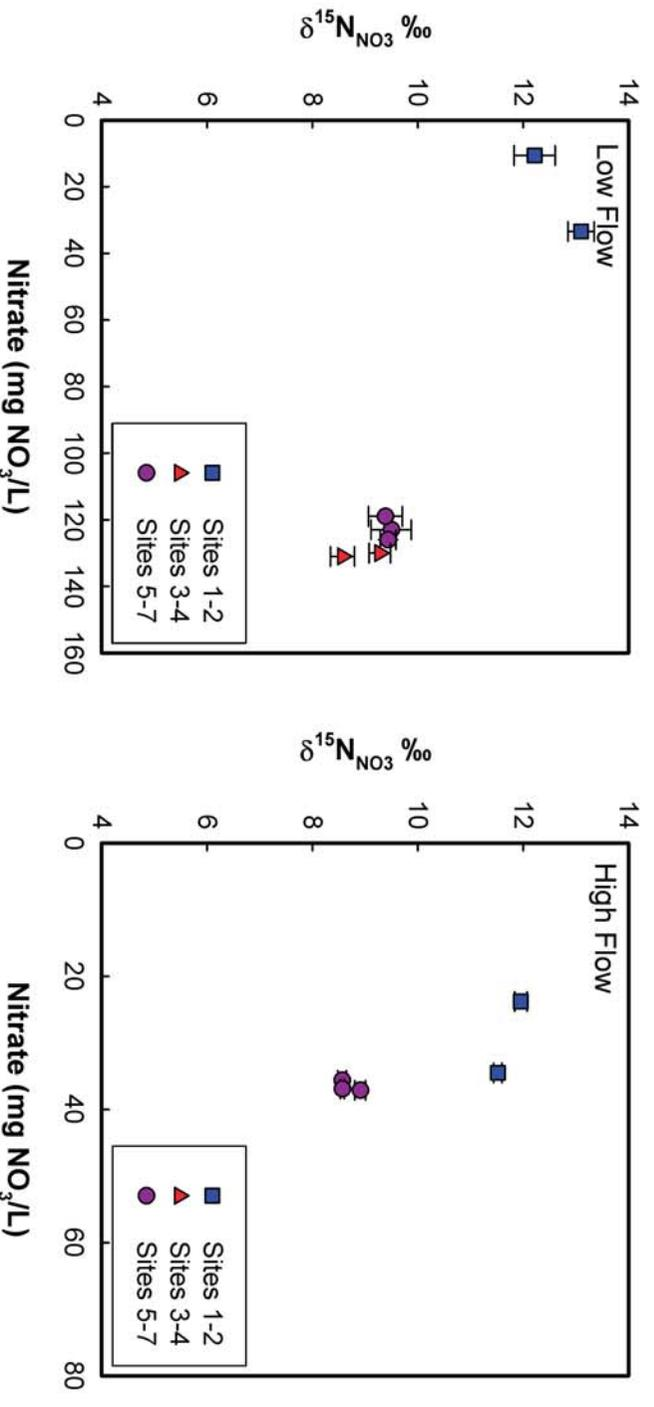 Low Flow
δ15NNO3 ‰
14
12
10
8
6
4
0
20
40
60
80
100
120
140
160
Nitrate (mg NO3/L)
Sites 1-2
Sites 3-4
Sites 5-7
High Flow
δ15NNO3 ‰
14
12
10
8
6
4
0
20
40
60
80
Nitrate (mg NO3/L)
Sites 1-2
Sites 3-4
Sites 5-7